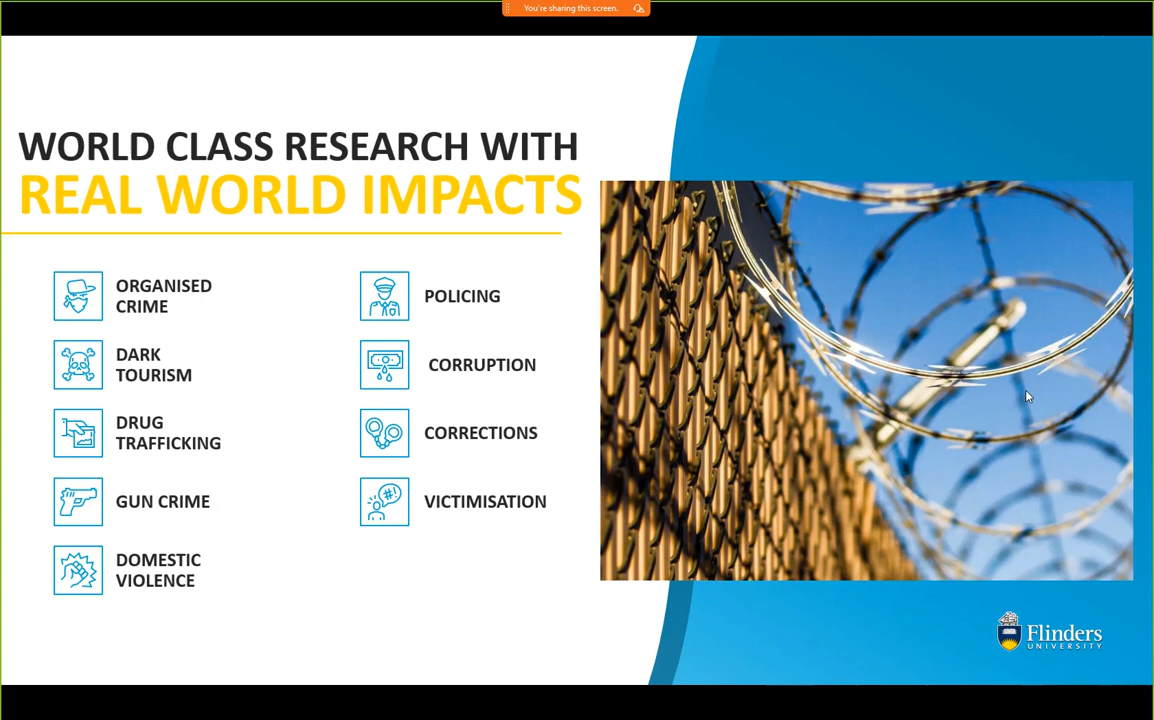 You're sharing this screen.
WORLD CLASS RESEARCH WITH
REAL WORLD IMPACTS
ORGANISED
CRIME
DARK
TOURISM
DRUG
TRAFFICKING
GUN CRIME
DOMESTIC
VIOLENCE
POLICING
CORRUPTION
CORRECTIONS
#!
VICTIMISATION
Flinders
UNIVERSITY